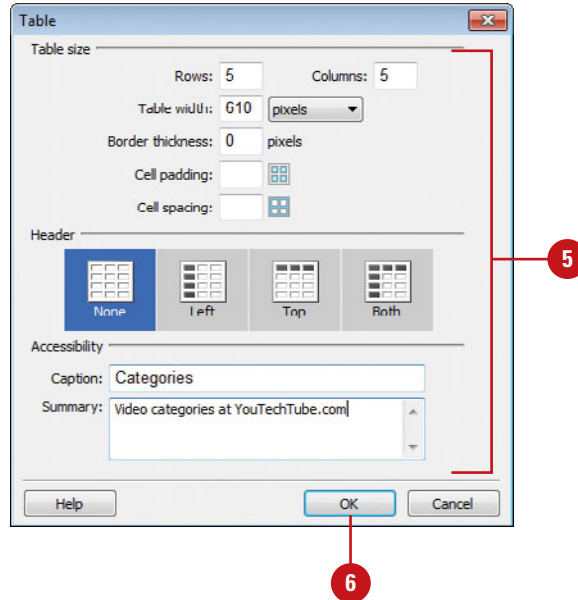 Table
Table size
Rows: 5 Columns: 5
Table width: 610 pixels
Border thickness: 0 pixels
Cell padding:
Cell spacing:
Header
None Left Top Both
5
Accessibility
Caption: Categories
Summary: Video categories at YouTechTube.com
Help OK Cancel
6